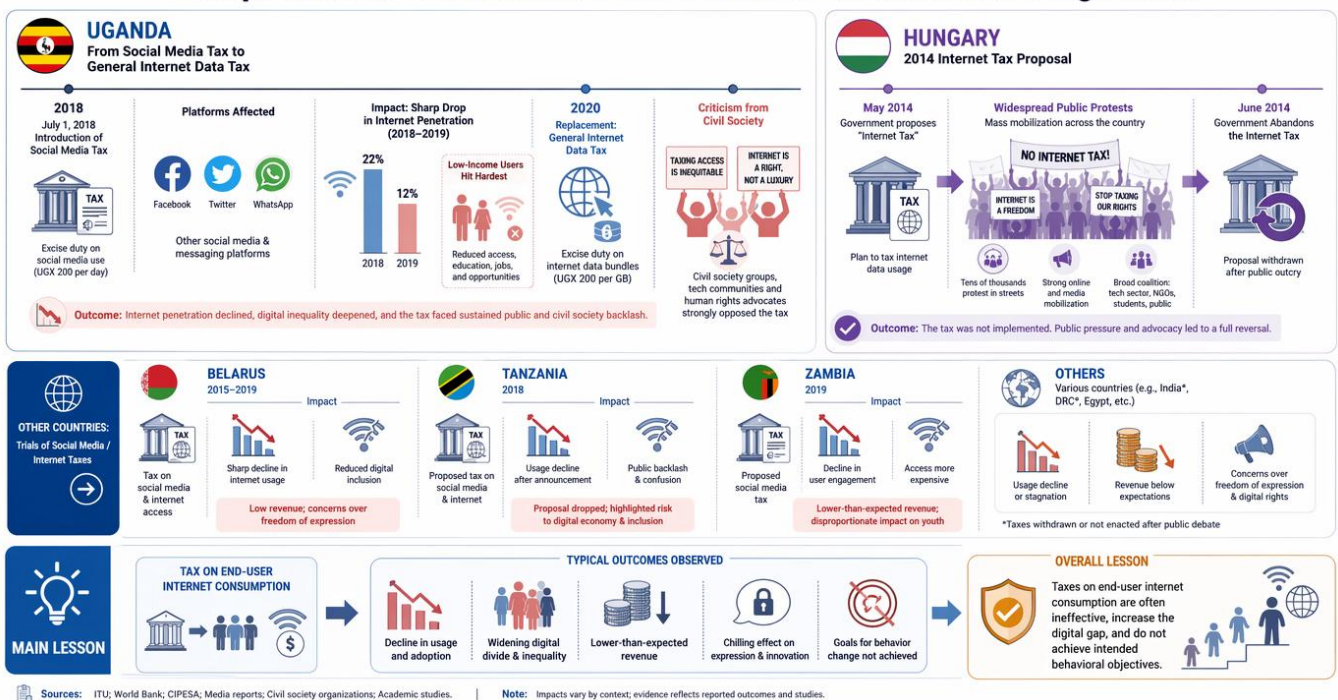 UGANDA
From Social Media Tax to
General Internet Data Tax
2018
July 1, 2018
Introduction of
Social Media Tax
TAX
Excise duty on
social media use
(UGX 200 per day)
Platforms Affected
Facebook
Twitter
WhatsApp
Other social media &
messaging platforms
Impact: Sharp Drop
in Internet Penetration
(2018–2019)
22%
12%
2018
2019
Low-Income Users
Hit Hardest
Reduced access,
education, jobs,
and opportunities
2020
Replacement:
General Internet
Data Tax
Excise duty on
internet data bundles
(UGX 200 per GB)
Criticism from
Civil Society
TAXING ACCESS
IS INEQUITABLE
INTERNET IS
A RIGHT,
NOT A LUXURY
Civil society groups,
tech communities and
human rights advocates
strongly opposed the tax
Outcome: Internet penetration declined, digital inequality deepened, and the tax faced sustained public and civil society backlash.
HUNGARY
2014 Internet Tax Proposal
May 2014
Government proposes
“Internet Tax”
TAX
Plan to tax internet
data usage
Widespread Public Protests
Mass mobilization across the country
NO INTERNET TAX!
INTERNET IS
A FREEDOM
STOP TAXING
OUR RIGHTS
Tens of thousands
protest in streets
Strong online
and media
mobilization
Broad coalition:
tech sector, NGOs,
students, public
June 2014
Government Abandons
the Internet Tax
Proposal withdrawn
after public outcry
Outcome: The tax was not implemented. Public pressure and advocacy led to a full reversal.
OTHER COUNTRIES:
Trials of Social Media /
Internet Taxes
BELARUS
2015–2019
TAX
Tax on
social media
& internet
access
Impact
Sharp decline in
internet usage
Reduced digital
inclusion
Low revenue; concerns over
freedom of expression
TANZANIA
2018
TAX
Proposed tax on
social media
& internet
Impact
Usage decline
after announcement
Public backlash
& confusion
Proposal dropped; highlighted risk
to digital economy & inclusion
ZAMBIA
2019
TAX
Proposed
social media
tax
Impact
Decline in
user engagement
Access more
expensive
Lower-than-expected revenue;
disproportionate impact on youth
OTHERS
Various countries (e.g., India*,
DRC*, Egypt, etc.)
Usage decline
or stagnation
Revenue below
expectations
Concerns over
freedom of expression
& digital rights
*Taxes withdrawn or not enacted after public debate
MAIN LESSON
TAX ON END-USER
INTERNET CONSUMPTION
$
TYPICAL OUTCOMES OBSERVED
Decline in usage
and adoption
Widening digital
divide & inequality
Lower-than-expected
revenue
Chilling effect on
expression & innovation
Goals for behavior
change not achieved
OVERALL LESSON
Taxes on end-user internet
consumption are often
ineffective, increase the
digital gap, and do not
achieve intended
behavioral objectives.
Sources: ITU; World Bank; CIPESA; Media reports; Civil society organizations; Academic studies.
Note: Impacts vary by context; evidence reflects reported outcomes and studies.